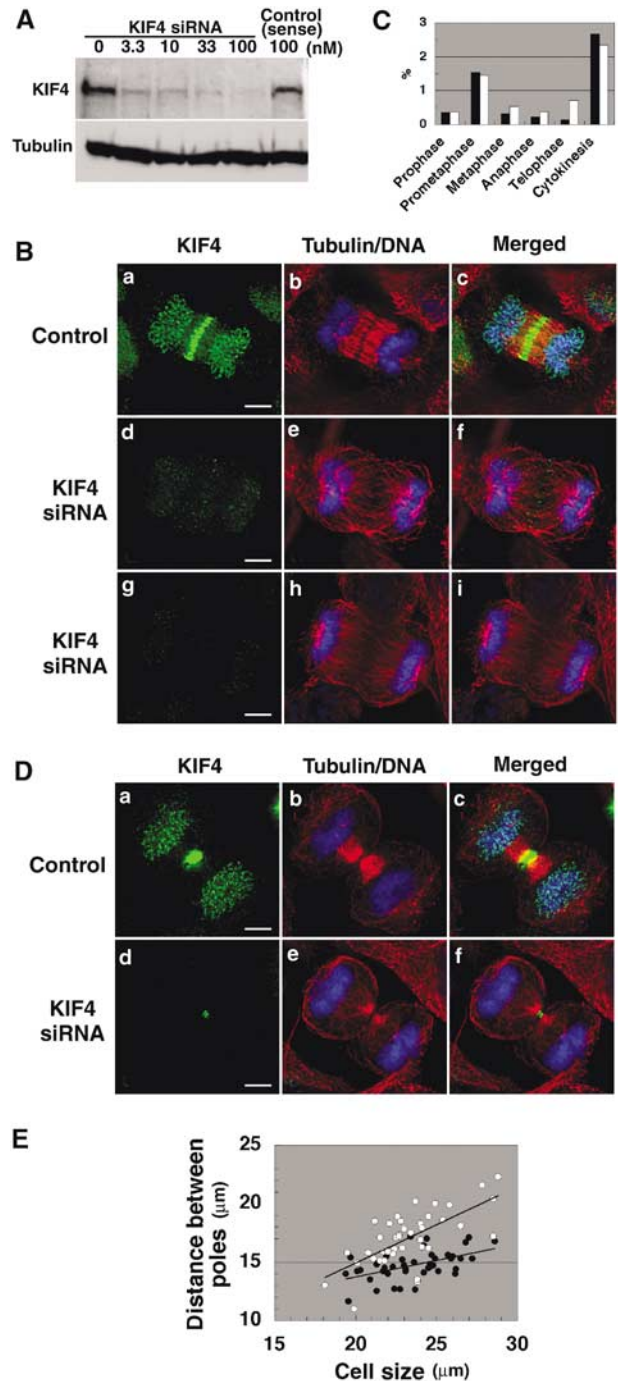 A
KIF4 siRNA
Control
(sense)
0 3.3 10 33 100 100 (nM)
KIF4
Tubulin
C
3
2
1
0
%
Prophase
Prometaphase
Metaphase
Anaphase
Telophase
Cytokinesis
B
KIF4 Tubulin/DNA Merged
Control
a b c
KIF4
siRNA
d e f
KIF4
siRNA
g h i
D
KIF4 Tubulin/DNA Merged
Control
a b c
KIF4
siRNA
d e f
E
Distance between
poles (μm)
25
20
15
10
15 20 25 30
Cell size (μm)